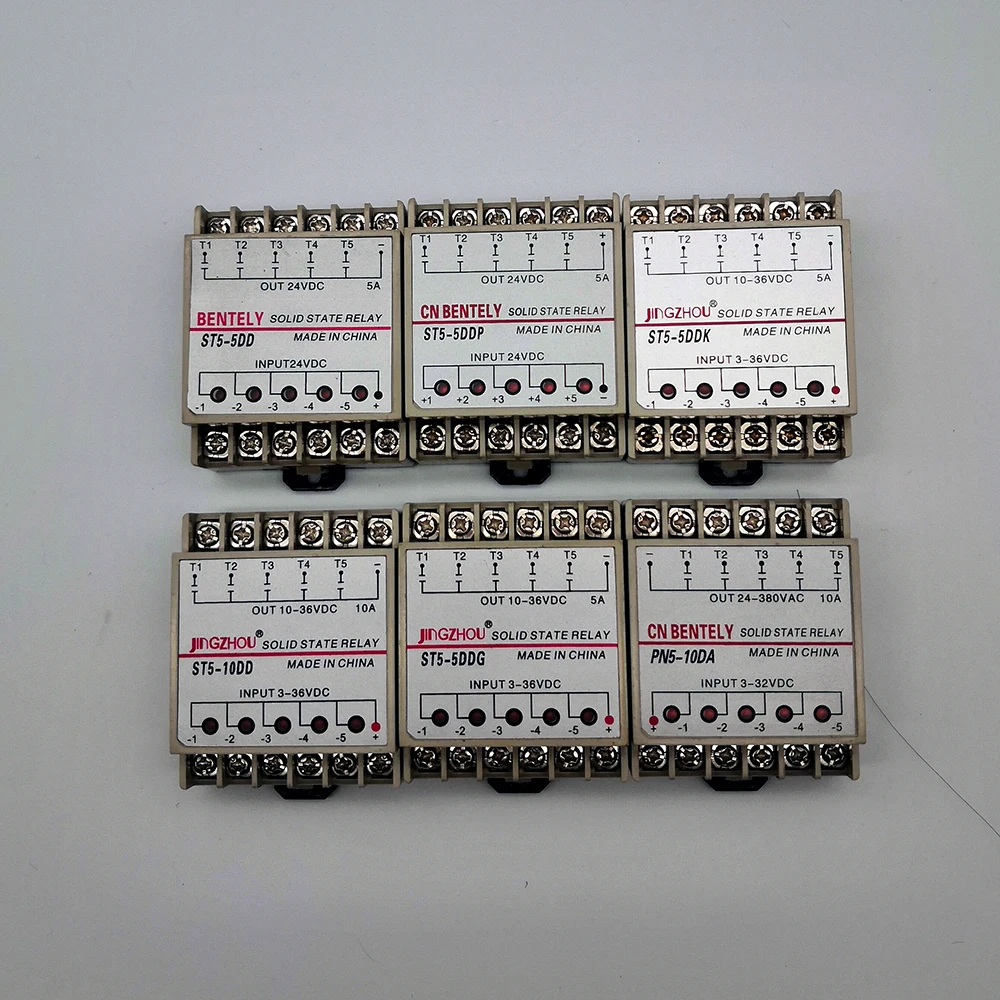 T1 T2 T3 T4 T5 −
OUT 24VDC 5A
BENTELY SOLID STATE RELAY
ST5-5DD MADE IN CHINA
INPUT24VDC
-1 -2 -3 -4 -5 +
T1 T2 T3 T4 T5 +
OUT 24VDC 5A
CN BENTELY SOLID STATE RELAY
ST5-5DDP MADE IN CHINA
INPUT 24VDC
+1 +2 +3 +4 +5 −
T1 T2 T3 T4 T5 −
OUT 10-36VDC 5A
JINGZHOU® SOLID STATE RELAY
ST5-5DDK MADE IN CHINA
INPUT 3-36VDC
-1 -2 -3 -4 -5 +
T1 T2 T3 T4 T5 −
OUT 10-36VDC 10A
JINGZHOU® SOLID STATE RELAY
ST5-10DD MADE IN CHINA
INPUT 3-36VDC
-1 -2 -3 -4 -5 +
T1 T2 T3 T4 T5 −
OUT 10-36VDC 5A
JINGZHOU® SOLID STATE RELAY
ST5-5DDG MADE IN CHINA
INPUT 3-36VDC
-1 -2 -3 -4 -5 +
− T1 T2 T3 T4 T5
OUT 24-380VAC 10A
CN BENTELY SOLID STATE RELAY
PN5-10DA MADE IN CHINA
INPUT 3-32VDC
+ -1 -2 -3 -4 -5